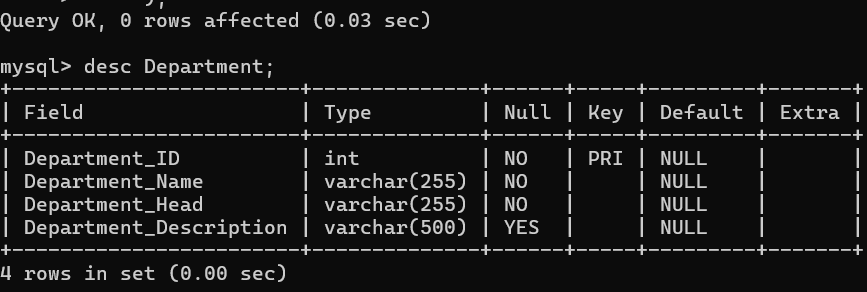 Query OK, 0 rows affected (0.03 sec)
mysql> desc Department;
+------------------------+--------------+------+-----+---------+-------+
| Field                  | Type         | Null | Key | Default | Extra |
+------------------------+--------------+------+-----+---------+-------+
| Department_ID          | int          | NO   | PRI | NULL    |       |
| Department_Name        | varchar(255) | NO   |     | NULL    |       |
| Department_Head        | varchar(255) | NO   |     | NULL    |       |
| Department_Description | varchar(500) | YES  |     | NULL    |       |
+------------------------+--------------+------+-----+---------+-------+
4 rows in set (0.00 sec)